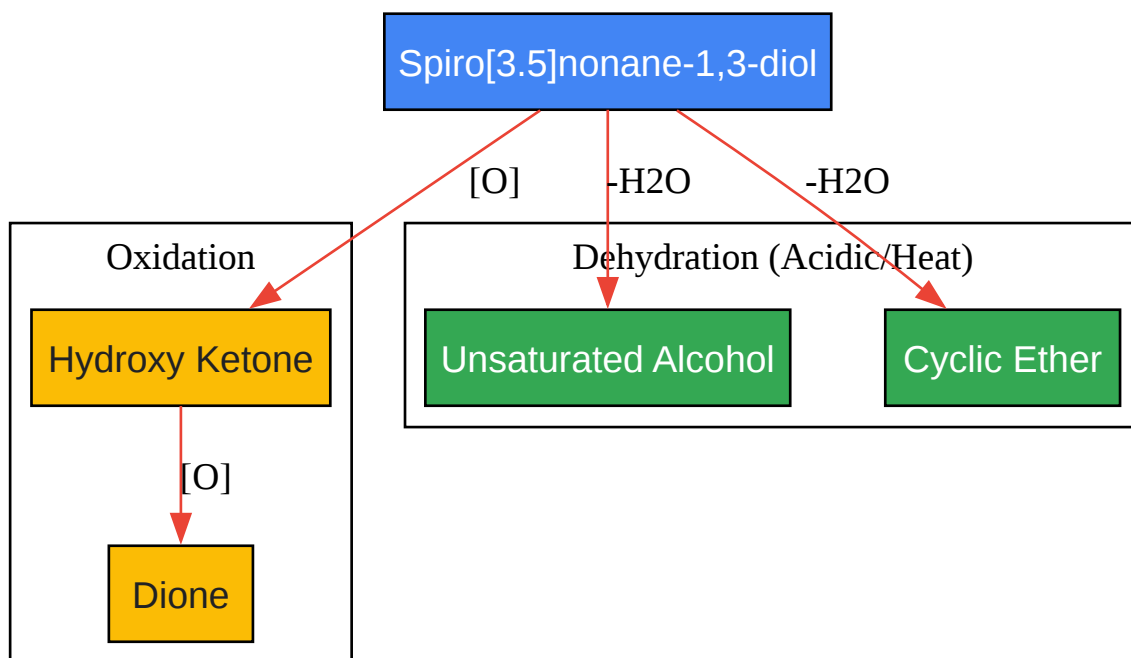 Spiro[3.5]nonane-1,3-diol
[O]
-H2O
-H2O
Oxidation
Dehydration (Acidic/Heat)
Hydroxy Ketone
Unsaturated Alcohol
Cyclic Ether
[O]
Dione